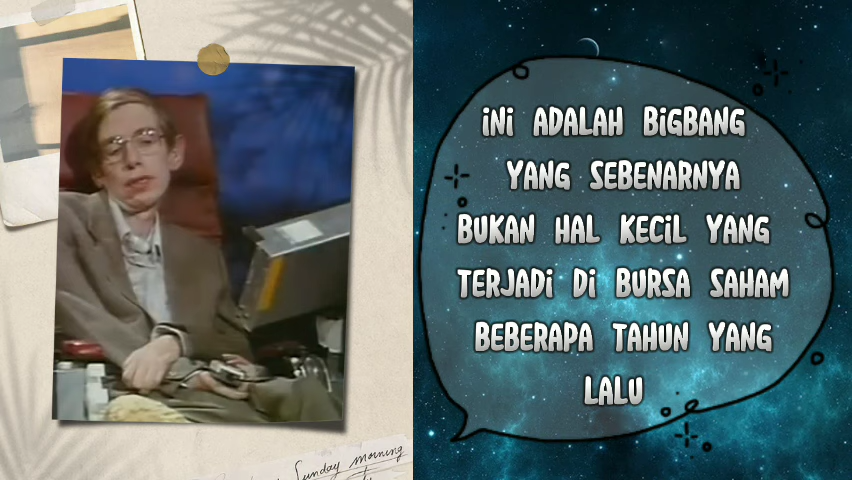 iNi ADALAH BiGBANG
YANG SEBENARNYA
BUKAN HAL KECiL YANG
TERJADi Di BURSA SAHAM
BEBERAPA TAHUN YANG
LALU
Sunday morning